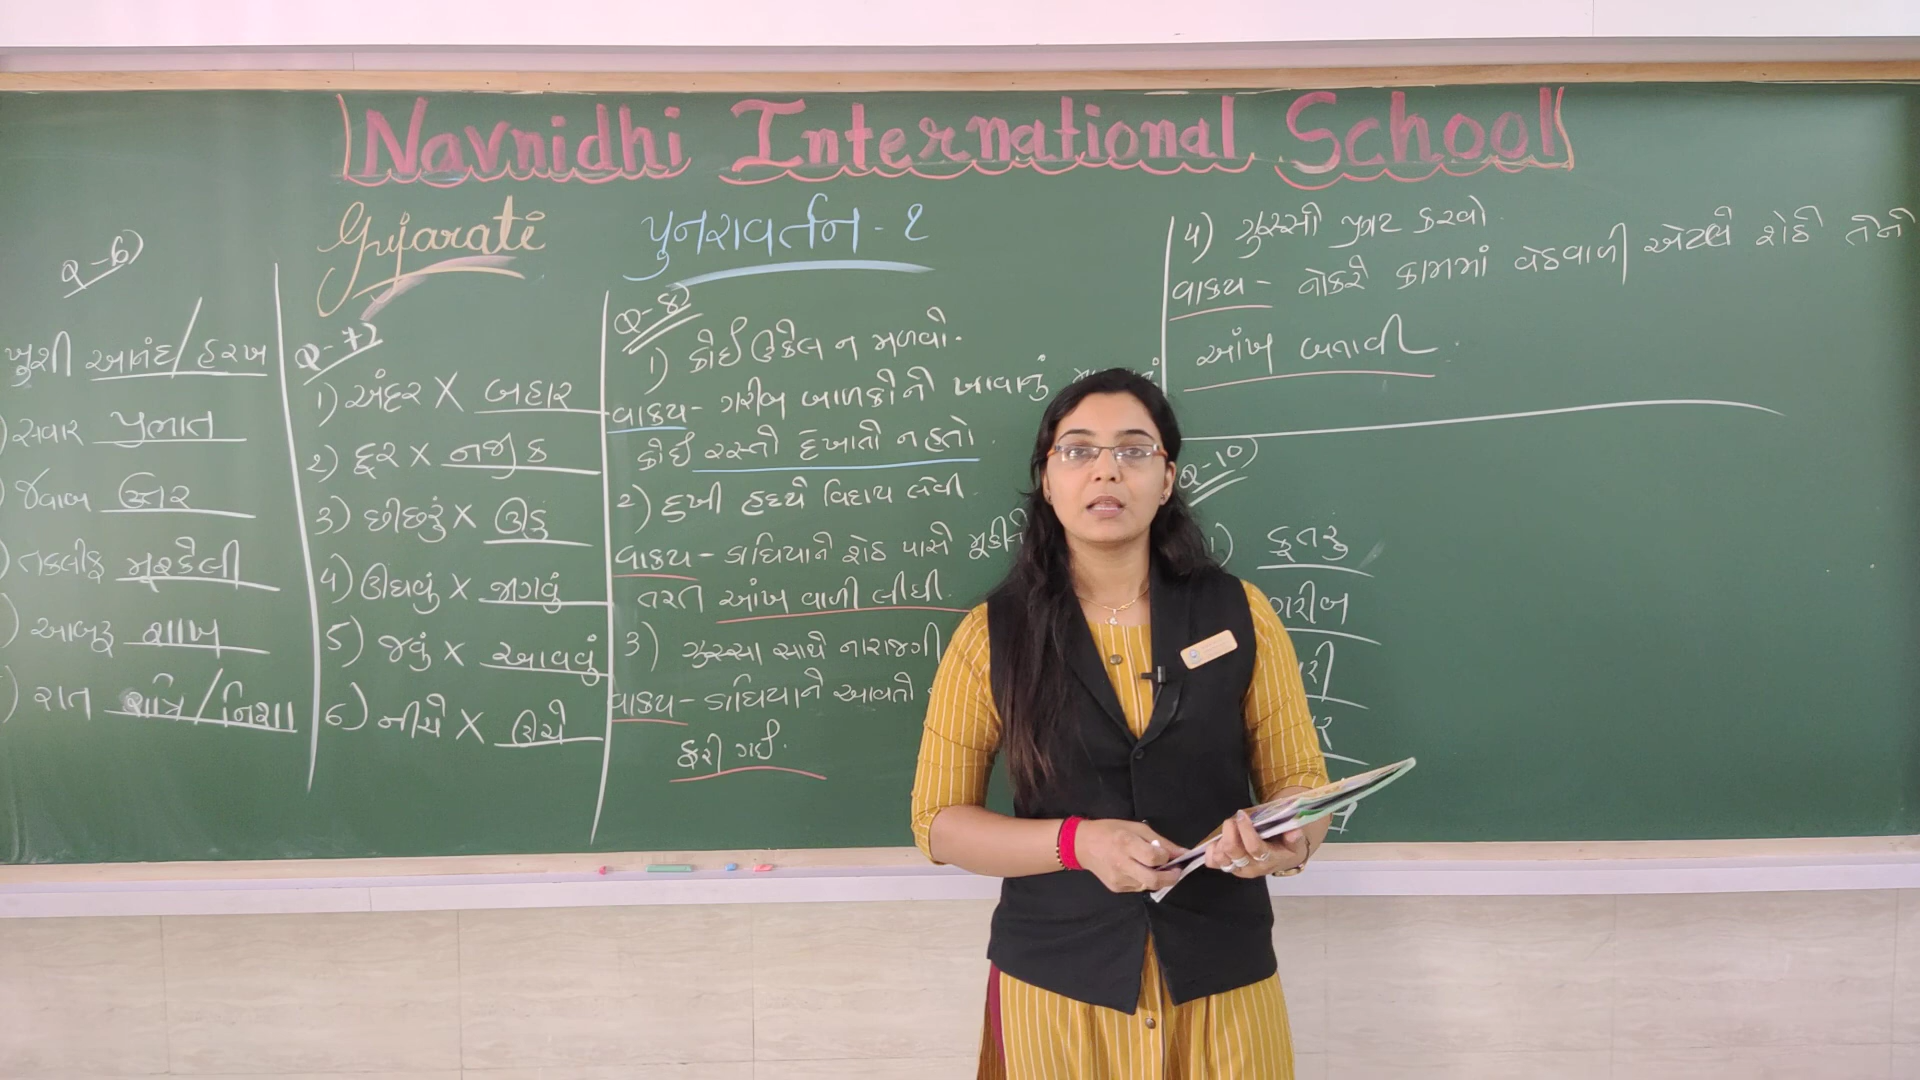 Navnidhi International School
Gujarati
પુનરાવર્તન - ૧
Q-6)
ખુશી આનંદ/હરખ
સવાર પ્રભાત
જવાબ ઉત્તર
તકલીફ મૂશ્કેલી
આબરૂ શાખ
રાત રાત્રિ/નિશા
Q-7)
1) અંદર X બહાર
૨) દૂર X નજીક
3) છીછરું X ઊંડુ
4) ઊંઘવું X જાગવું
5) જવું X આવવું
6) નીચે X ઊંચે
Q-8)
1) કોઈ ઉકેલ ન મળવો.
વાક્ય - ગરીબ બાળકોને ખાવાનું
કોઈ રસ્તો દેખાતો ન હતો.
2) દુખી હૃદયે વિદાય લેવી.
વાક્ય - ડાઘિયાને શેઠ પાસે મૂકીને
તરત આંખ વાળી લીધી.
3) ગુસ્સા સાથે નારાજગી
વાક્ય - ડાઘિયાને આવતો
ફરી ગઈ.
4) ગુસ્સો પ્રગટ કરવો.
વાક્ય - નોકરે કામમાં વેઠવાળી એટલે શેઠે તેને
આંખ બતાવી
Q-10)
1) કૂતરુ
ગરીબ